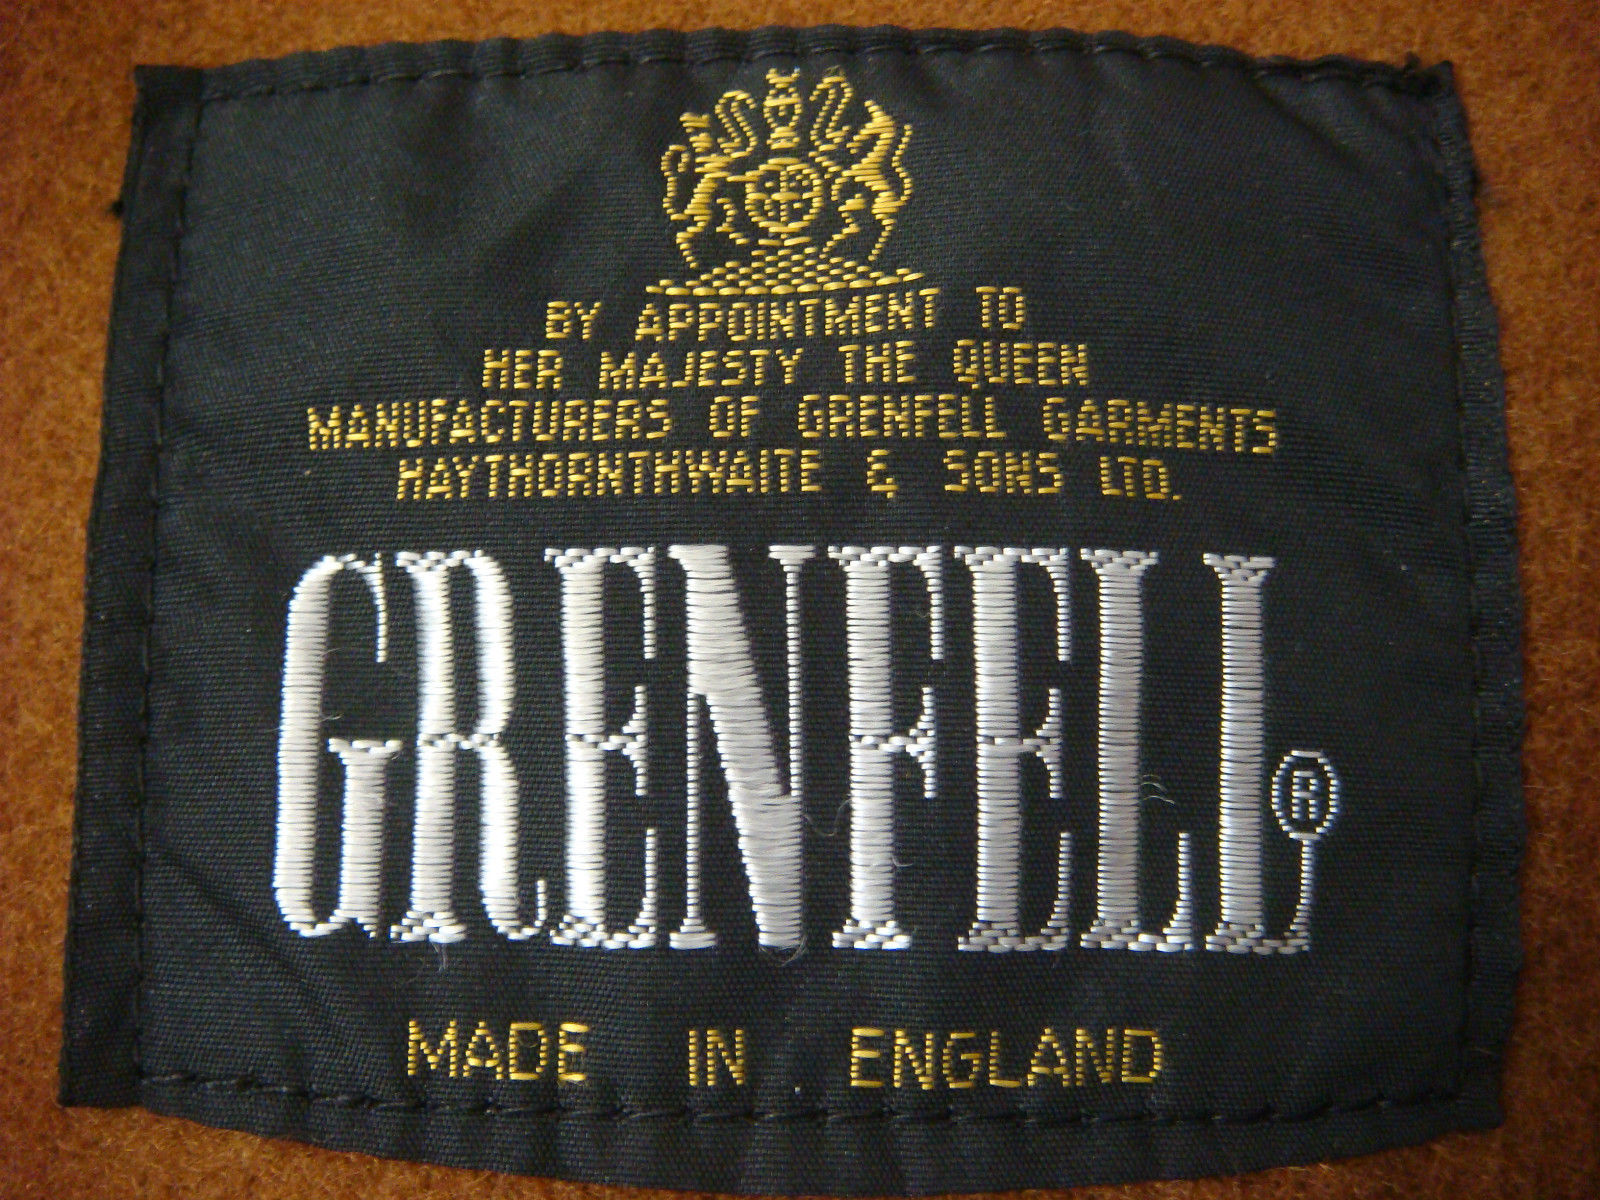 BY APPOINTMENT TO
HER MAJESTY THE QUEEN
MANUFACTURERS OF GRENFELL GARMENTS
HAYTHORNTHWAITE & SONS LTD.
GRENFELL®
MADE IN ENGLAND